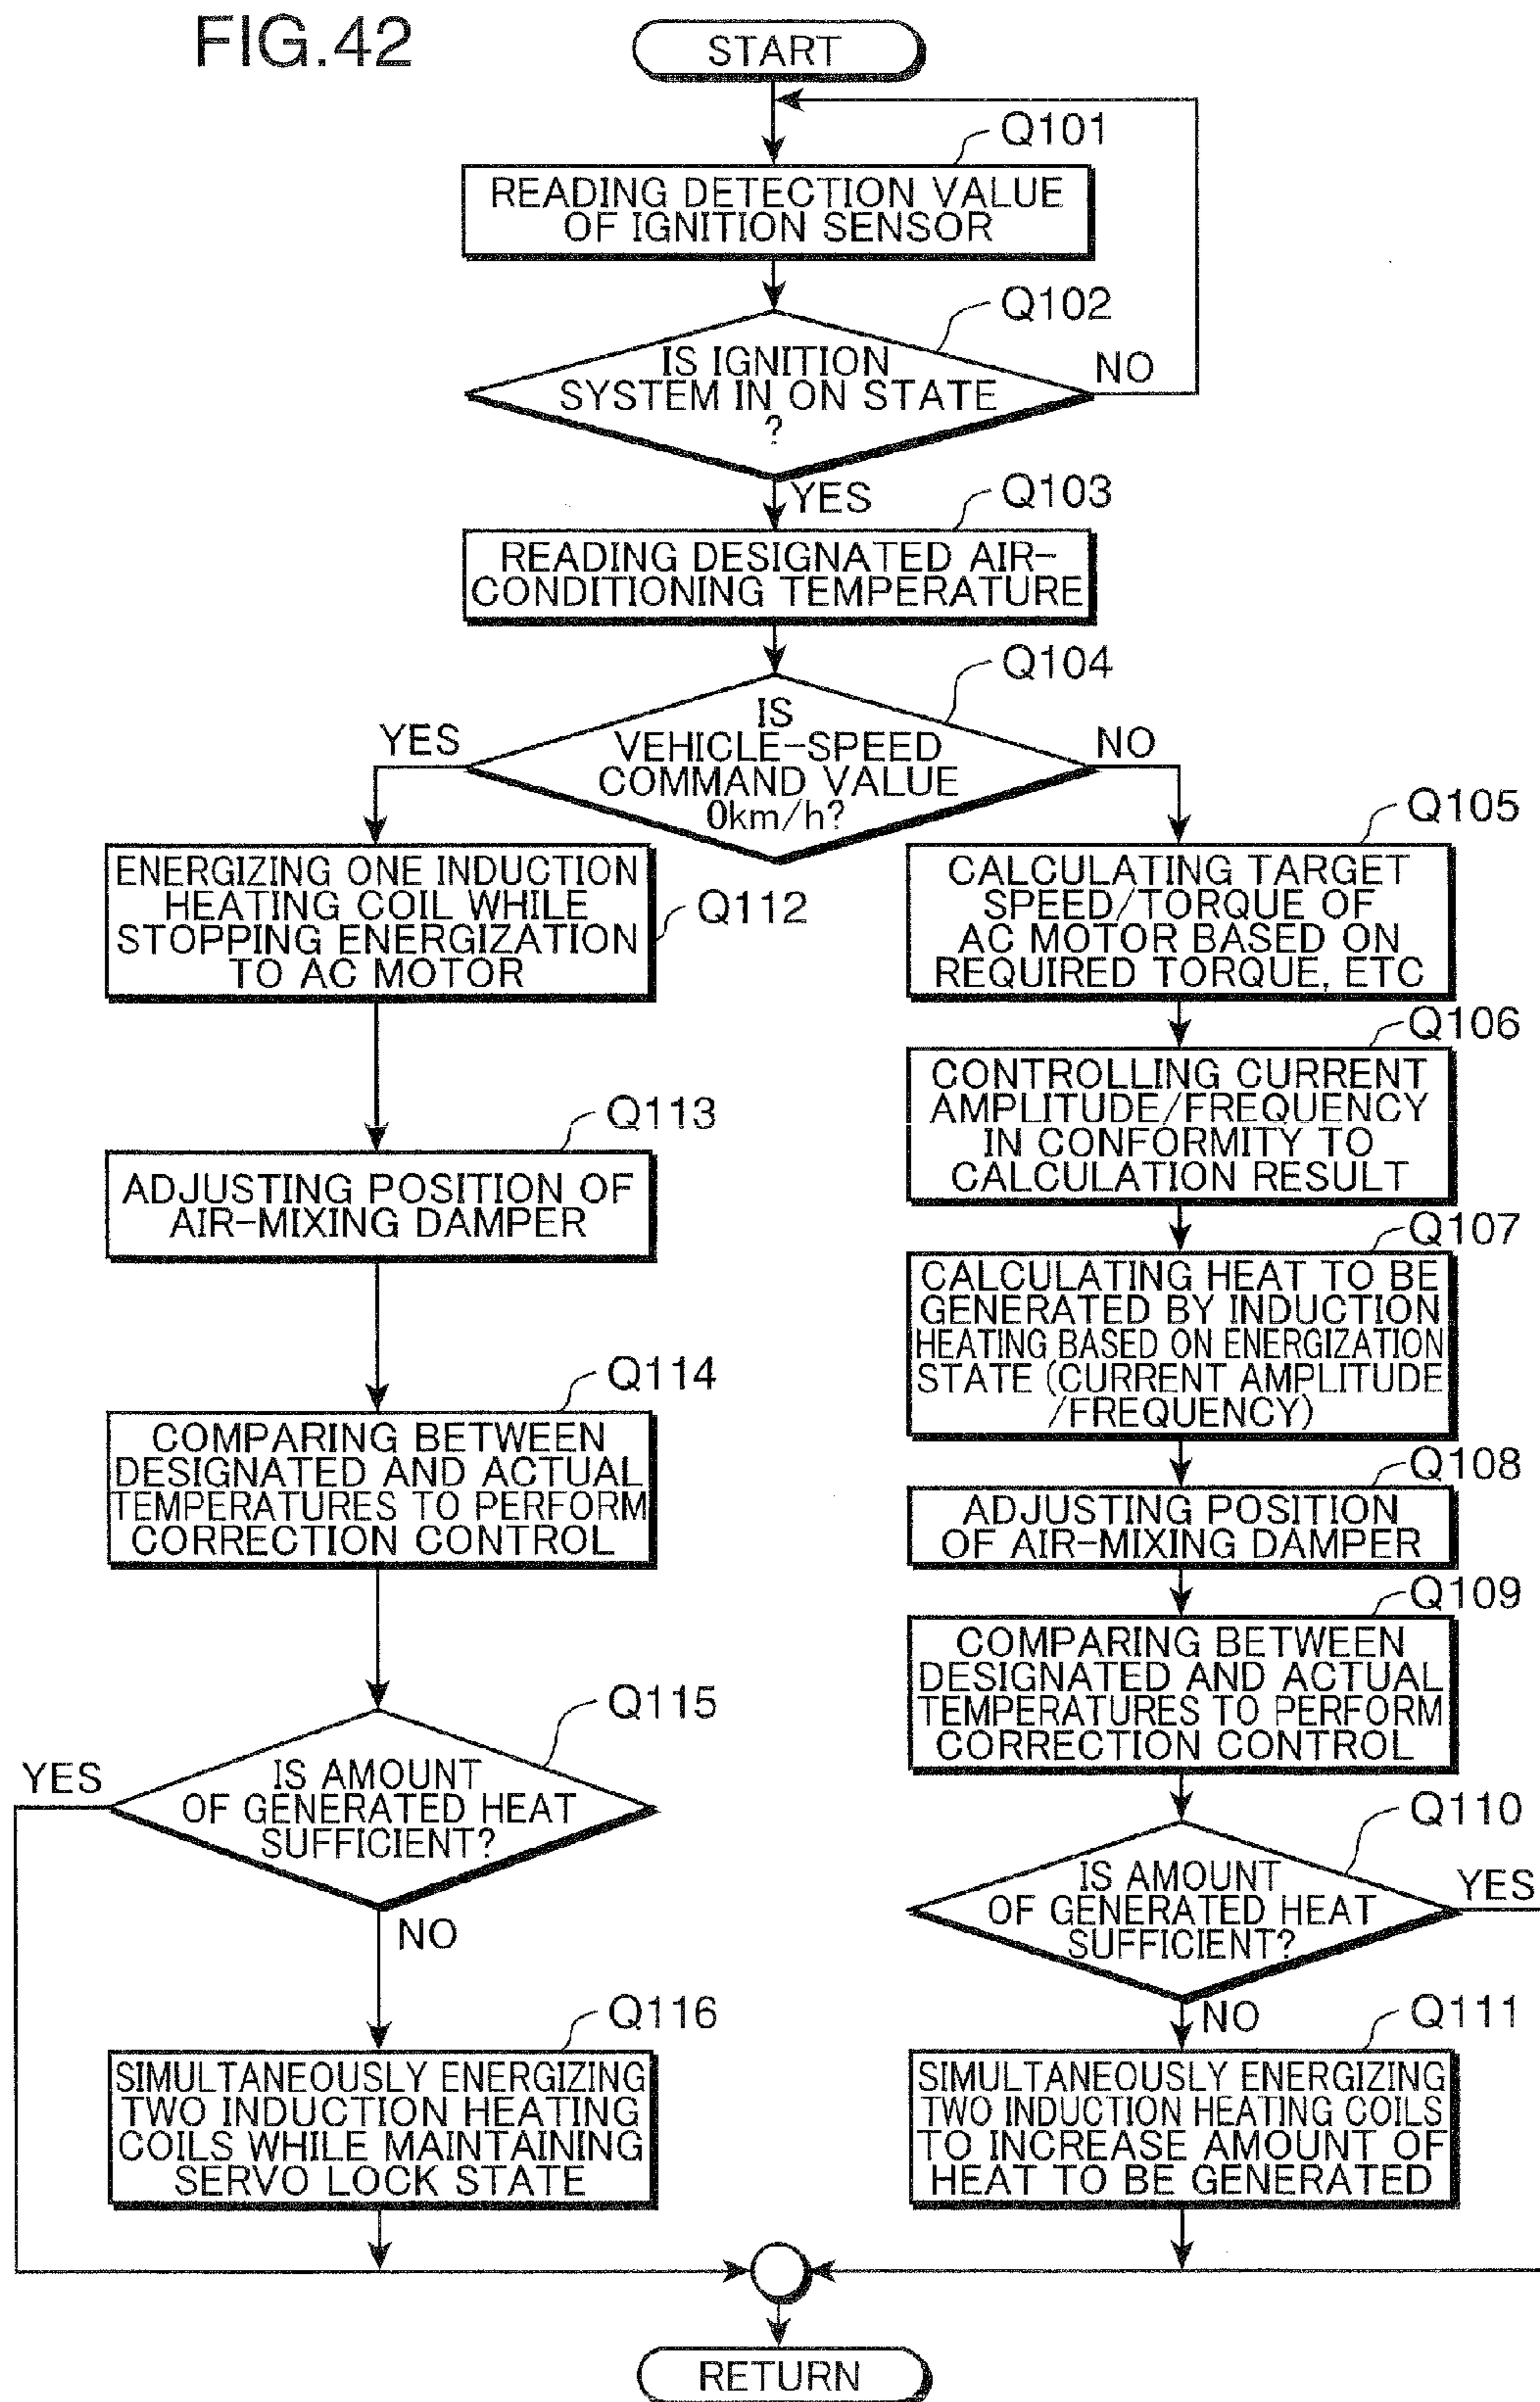 FIG.42
START
Q101
READING DETECTION VALUE
OF IGNITION SENSOR
Q102
IS IGNITION
SYSTEM IN ON STATE
?
NO
YES
Q103
READING DESIGNATED AIR-
CONDITIONING TEMPERATURE
Q104
IS
VEHICLE-SPEED
COMMAND VALUE
0km/h?
YES
NO
ENERGIZING ONE INDUCTION
HEATING COIL WHILE
STOPPING ENERGIZATION
TO AC MOTOR
Q112
Q113
ADJUSTING POSITION OF
AIR-MIXING DAMPER
Q114
COMPARING BETWEEN
DESIGNATED AND ACTUAL
TEMPERATURES TO PERFORM
CORRECTION CONTROL
Q115
YES
IS AMOUNT
OF GENERATED HEAT
SUFFICIENT?
NO
Q116
SIMULTANEOUSLY ENERGIZING
TWO INDUCTION HEATING
COILS WHILE MAINTAINING
SERVO LOCK STATE
Q105
CALCULATING TARGET
SPEED/TORQUE OF
AC MOTOR BASED ON
REQUIRED TORQUE, ETC
Q106
CONTROLLING CURRENT
AMPLITUDE/FREQUENCY
IN CONFORMITY TO
CALCULATION RESULT
Q107
CALCULATING HEAT TO BE
GENERATED BY INDUCTION
HEATING BASED ON ENERGIZATION
STATE (CURRENT AMPLITUDE
/FREQUENCY)
Q108
ADJUSTING POSITION
OF AIR-MIXING DAMPER
Q109
COMPARING BETWEEN
DESIGNATED AND ACTUAL
TEMPERATURES TO PERFORM
CORRECTION CONTROL
Q110
IS AMOUNT
OF GENERATED HEAT
SUFFICIENT?
YES
NO
Q111
SIMULTANEOUSLY ENERGIZING
TWO INDUCTION HEATING COILS
TO INCREASE AMOUNT OF
HEAT TO BE GENERATED
RETURN